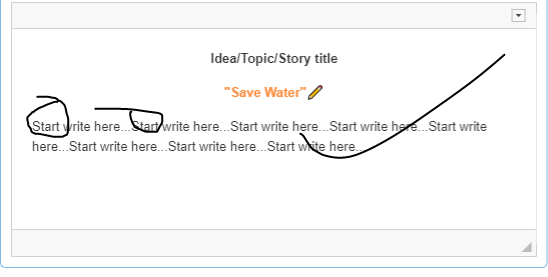 Idea/Topic/Story title
"Save Water"
Start write here...Start write here...Start write here...Start write here...Start write
here...Start write here...Start write here...Start write here..